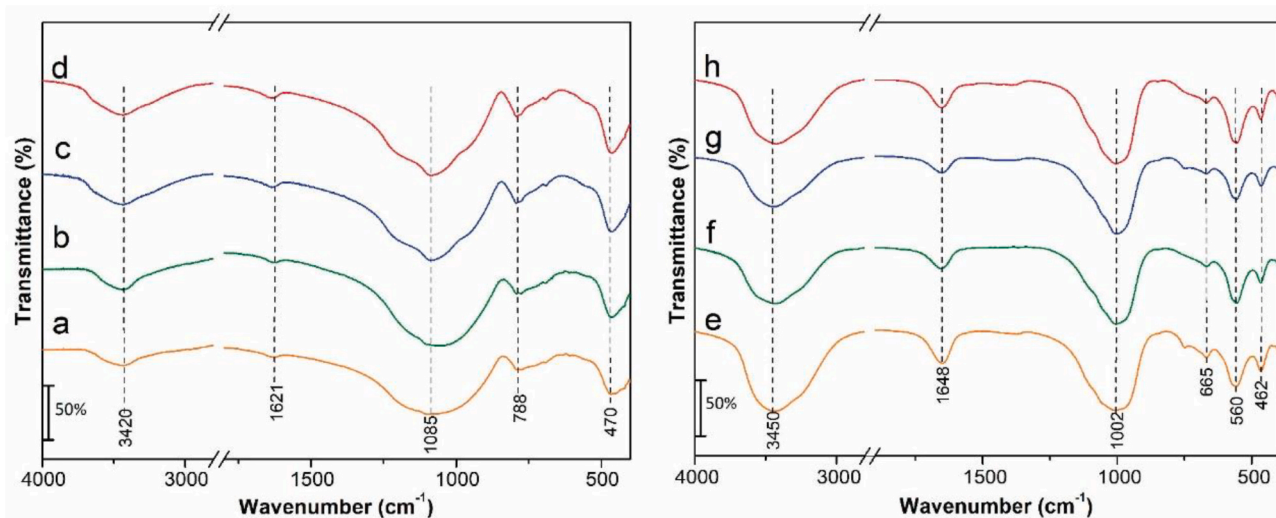 d
c
b
a
Transmittance (%)
50%
3420
1621
1085
788
470
4000
3000
1500
1000
500
Wavenumber (cm⁻¹)
h
g
f
e
Transmittance (%)
50%
3450
1648
1002
665
560
462
4000
3000
1500
1000
500
Wavenumber (cm⁻¹)